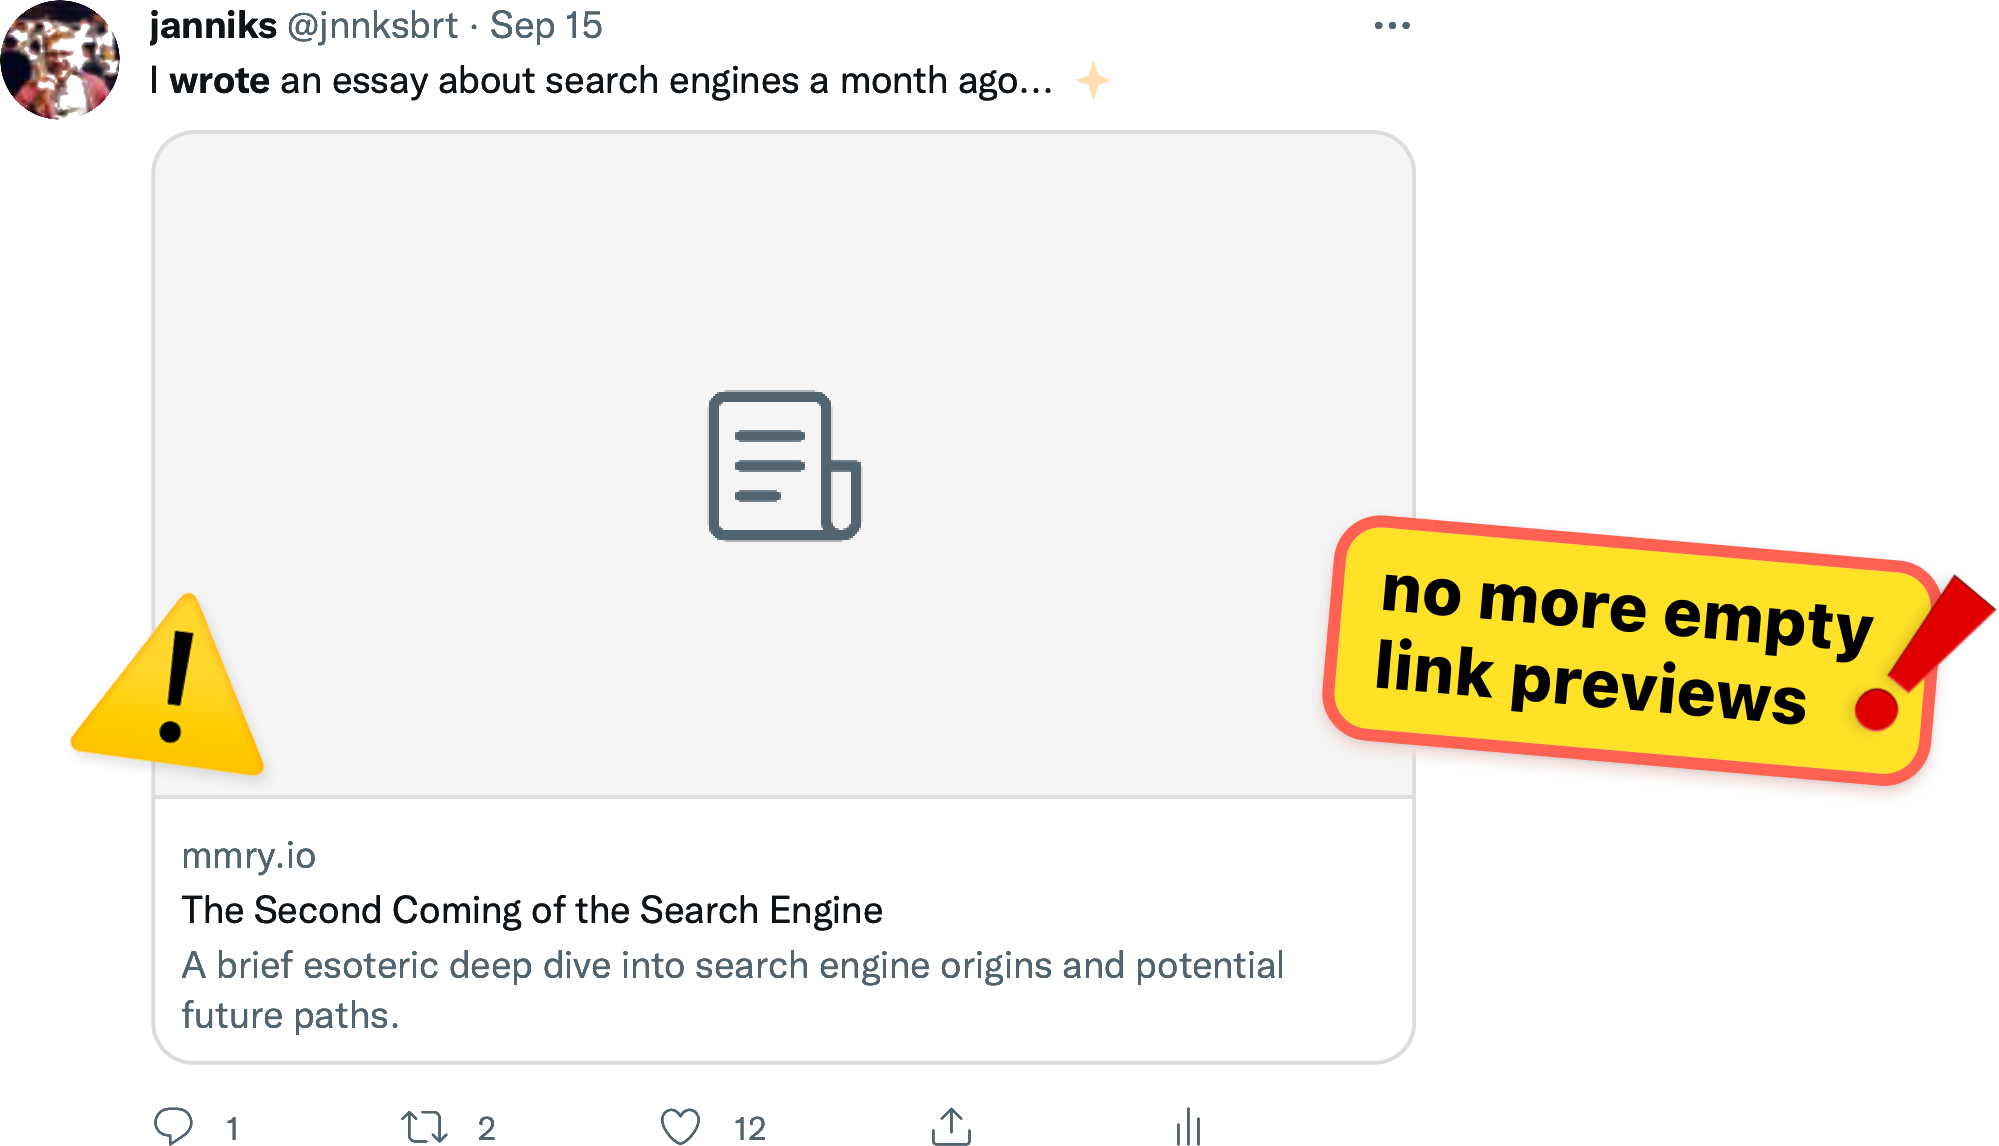 janniks @jnnksbrt · Sep 15
I wrote an essay about search engines a month ago...
no more empty
link previews
mmry.io
The Second Coming of the Search Engine
A brief esoteric deep dive into search engine origins and potential
future paths.
1 2 12